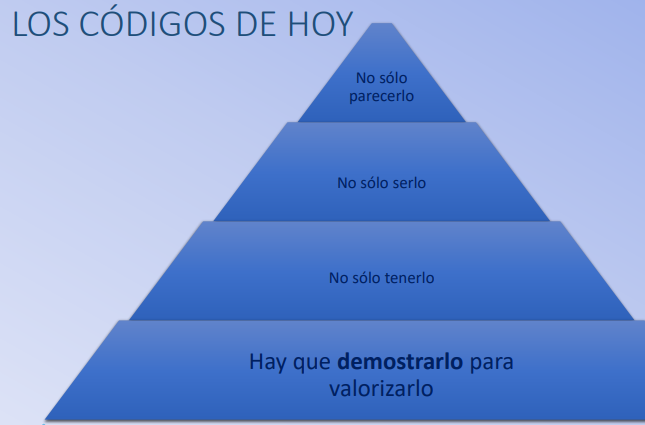 LOS CÓDIGOS DE HOY
No sólo
parecerlo
No sólo serlo
No sólo tenerlo
Hay que demostrarlo para
valorizarlo